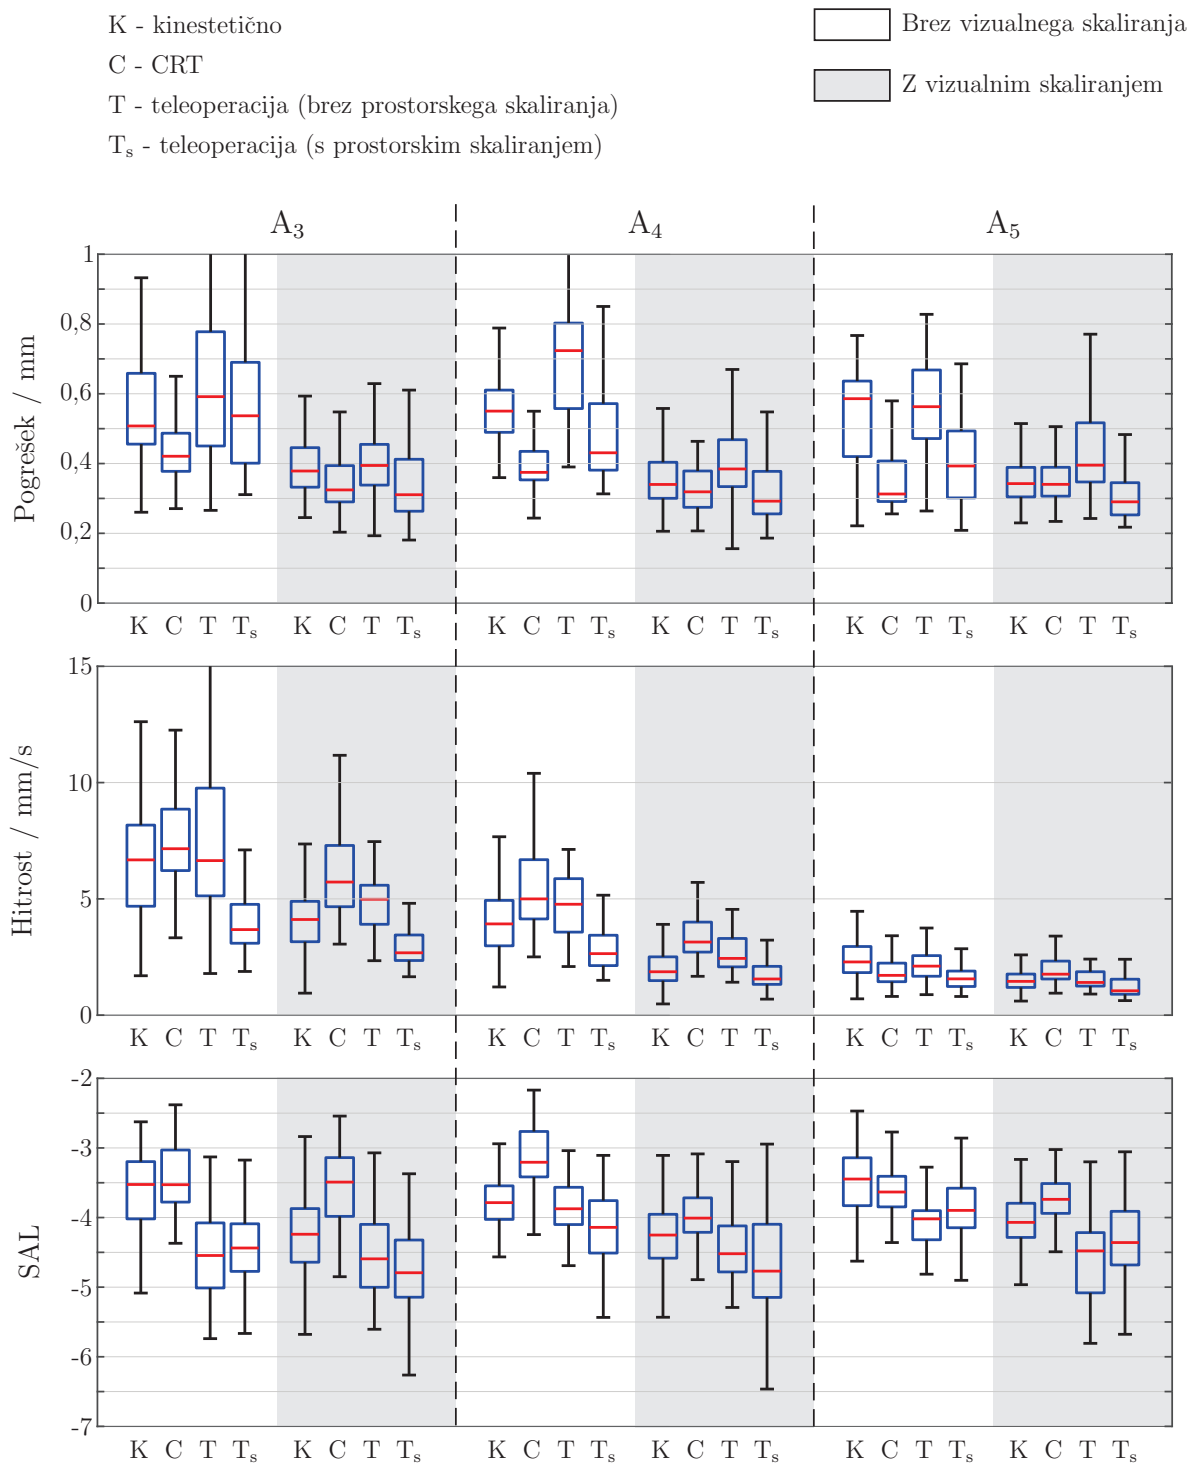 K - kinestetično
C - CRT
T - teleoperacija (brez prostorskega skaliranja)
Tₛ - teleoperacija (s prostorskim skaliranjem)
Brez vizualnega skaliranja
Z vizualnim skaliranjem
A₃ A₄ A₅
Pogrešek / mm
1
0,8
0,6
0,4
0,2
0
K C T Tₛ K C T Tₛ K C T Tₛ K C T Tₛ K C T Tₛ K C T Tₛ
Hitrost / mm/s
15
10
5
0
K C T Tₛ K C T Tₛ K C T Tₛ K C T Tₛ K C T Tₛ K C T Tₛ
SAL
-2
-3
-4
-5
-6
-7
K C T Tₛ K C T Tₛ K C T Tₛ K C T Tₛ K C T Tₛ K C T Tₛ